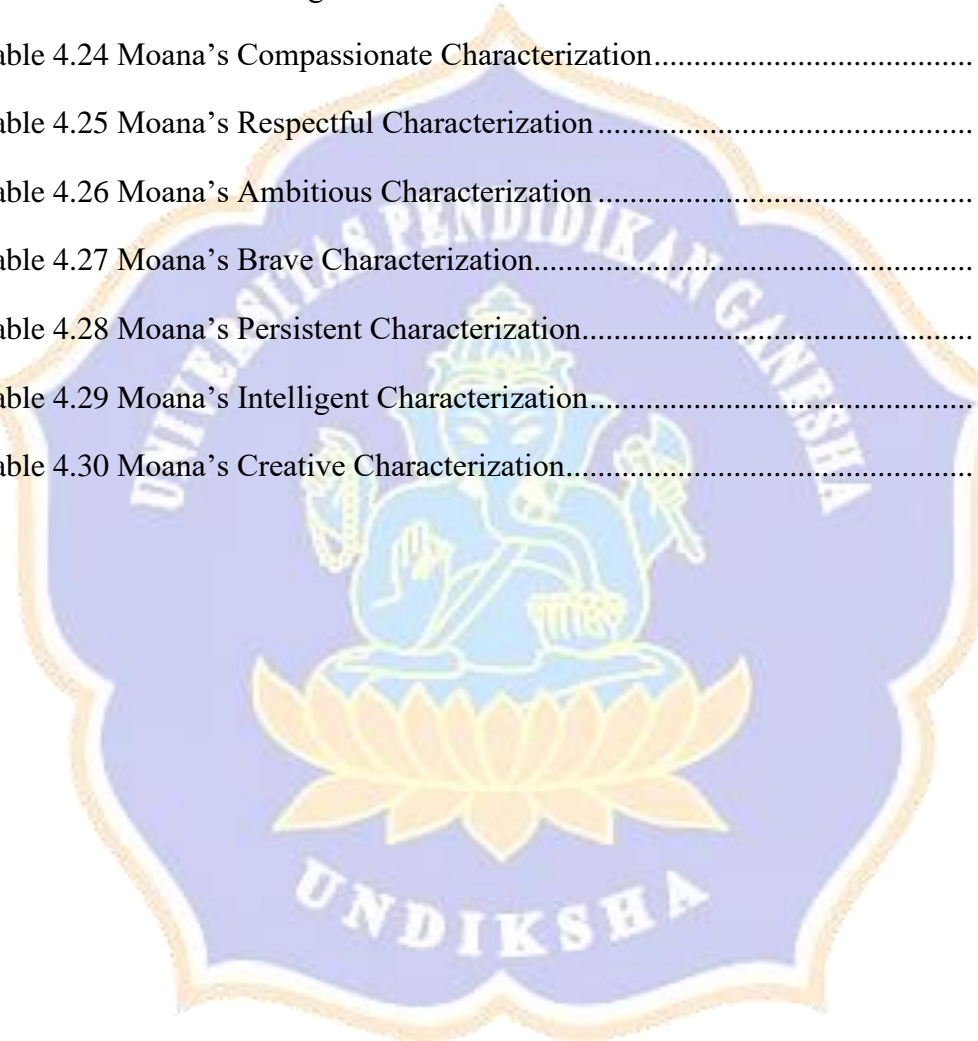 able 4.24 Moana’s Compassionate Characterization.....................................
able 4.25 Moana’s Respectful Characterization.............................................
able 4.26 Moana’s Ambitious Characterization.............................................
able 4.27 Moana’s Brave Characterization.....................................................
able 4.28 Moana’s Persistent Characterization...............................................
able 4.29 Moana’s Intelligent Characterization..............................................
able 4.30 Moana’s Creative Characterization.................................................
UNIVERSITAS PENDIDIKAN GANESHA
UNDIKSHA